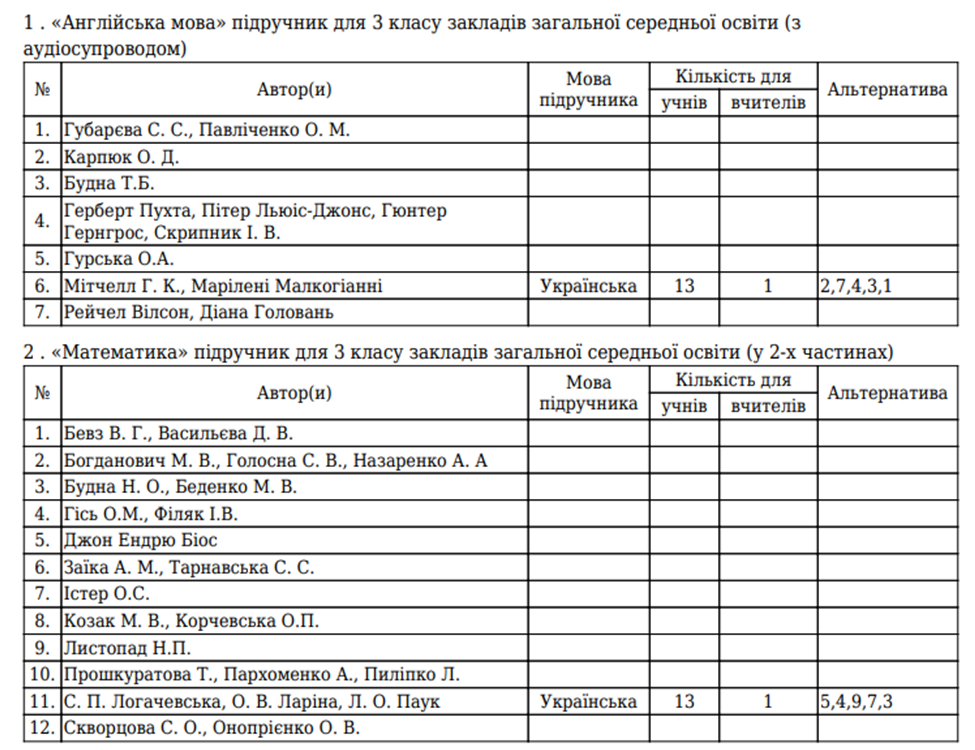 1 . «Англійська мова» підручник для 3 класу закладів загальної середньої освіти (з
аудіосупроводом)
№ Автор(и) Мова підручника Кількість для Альтернатива
учнів вчителів
1. Губарєва С. С., Павліченко О. М.
2. Карпюк О. Д.
3. Будна Т.Б.
4. Герберт Пухта, Пітер Льюіс-Джонс, Гюнтер
Гернгрос, Скрипник І. В.
5. Гурська О.А.
6. Мітчелл Г. К., Марілені Малкогіанні Українська 13 1 2,7,4,3,1
7. Рейчел Вілсон, Діана Головань
2 . «Математика» підручник для 3 класу закладів загальної середньої освіти (у 2-х частинах)
№ Автор(и) Мова підручника Кількість для Альтернатива
учнів вчителів
1. Бевз В. Г., Васильєва Д. В.
2. Богданович М. В., Голосна С. В., Назаренко А. А
3. Будна Н. О., Беденко М. В.
4. Гісь О.М., Філяк І.В.
5. Джон Ендрю Біос
6. Заїка А. М., Тарнавська С. С.
7. Істер О.С.
8. Козак М. В., Корчевська О.П.
9. Листопад Н.П.
10. Прошкуратова Т., Пархоменко А., Пиліпко Л.
11. С. П. Логачевська, О. В. Ларіна, Л. О. Паук Українська 13 1 5,4,9,7,3
12. Скворцова С. О., Онопрієнко О. В.